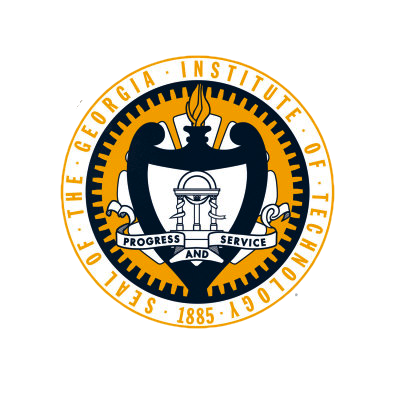 SEAL OF THE GEORGIA INSTITUTE OF TECHNOLOGY
PROGRESS AND SERVICE
1885